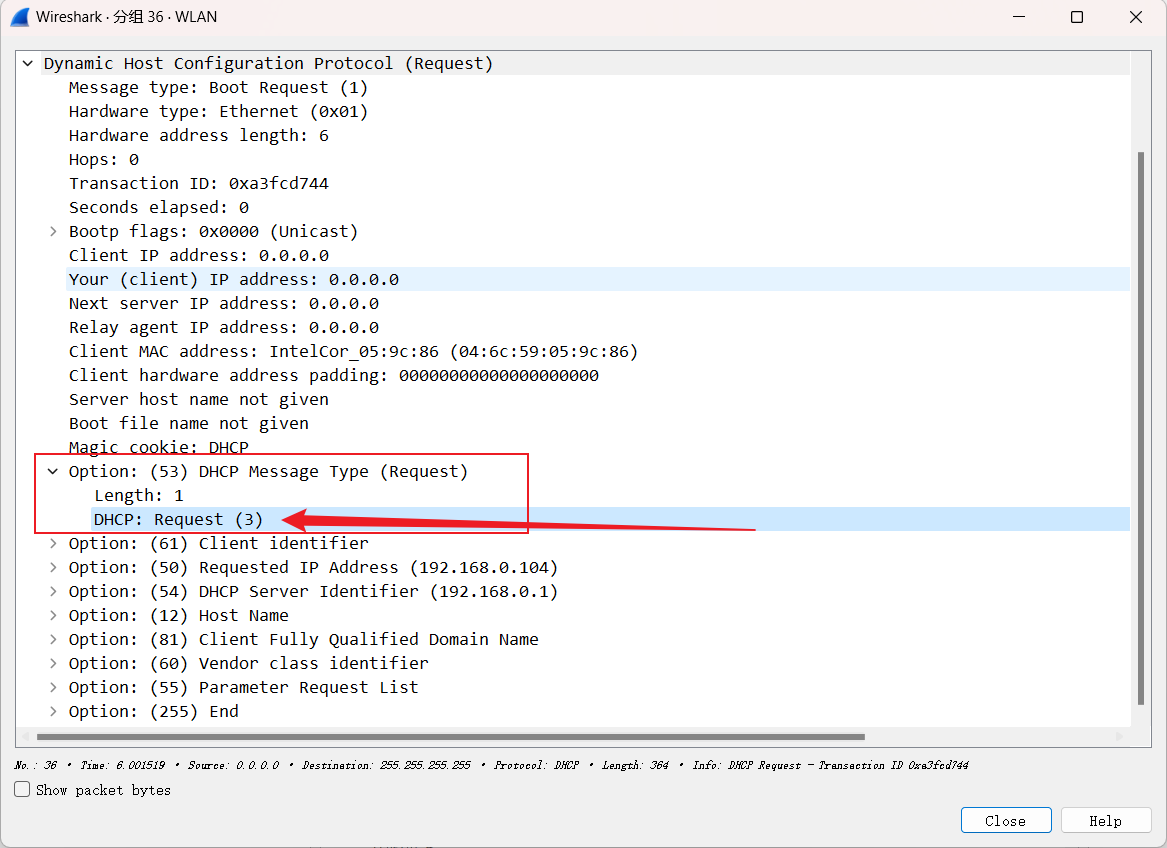 Wireshark · 分组 36 · WLAN
Dynamic Host Configuration Protocol (Request)
Message type: Boot Request (1)
Hardware type: Ethernet (0x01)
Hardware address length: 6
Hops: 0
Transaction ID: 0xa3fcd744
Seconds elapsed: 0
Bootp flags: 0x0000 (Unicast)
Client IP address: 0.0.0.0
Your (client) IP address: 0.0.0.0
Next server IP address: 0.0.0.0
Relay agent IP address: 0.0.0.0
Client MAC address: IntelCor_05:9c:86 (04:6c:59:05:9c:86)
Client hardware address padding: 00000000000000000000
Server host name not given
Boot file name not given
Magic cookie: DHCP
Option: (53) DHCP Message Type (Request)
Length: 1
DHCP: Request (3)
Option: (61) Client identifier
Option: (50) Requested IP Address (192.168.0.104)
Option: (54) DHCP Server Identifier (192.168.0.1)
Option: (12) Host Name
Option: (81) Client Fully Qualified Domain Name
Option: (60) Vendor class identifier
Option: (55) Parameter Request List
Option: (255) End
No.: 36 · Time: 6.001519 · Source: 0.0.0.0 · Destination: 255.255.255.255 · Protocol: DHCP · Length: 364 · Info: DHCP Request - Transaction ID 0xa3fcd744
Show packet bytes
Close
Help